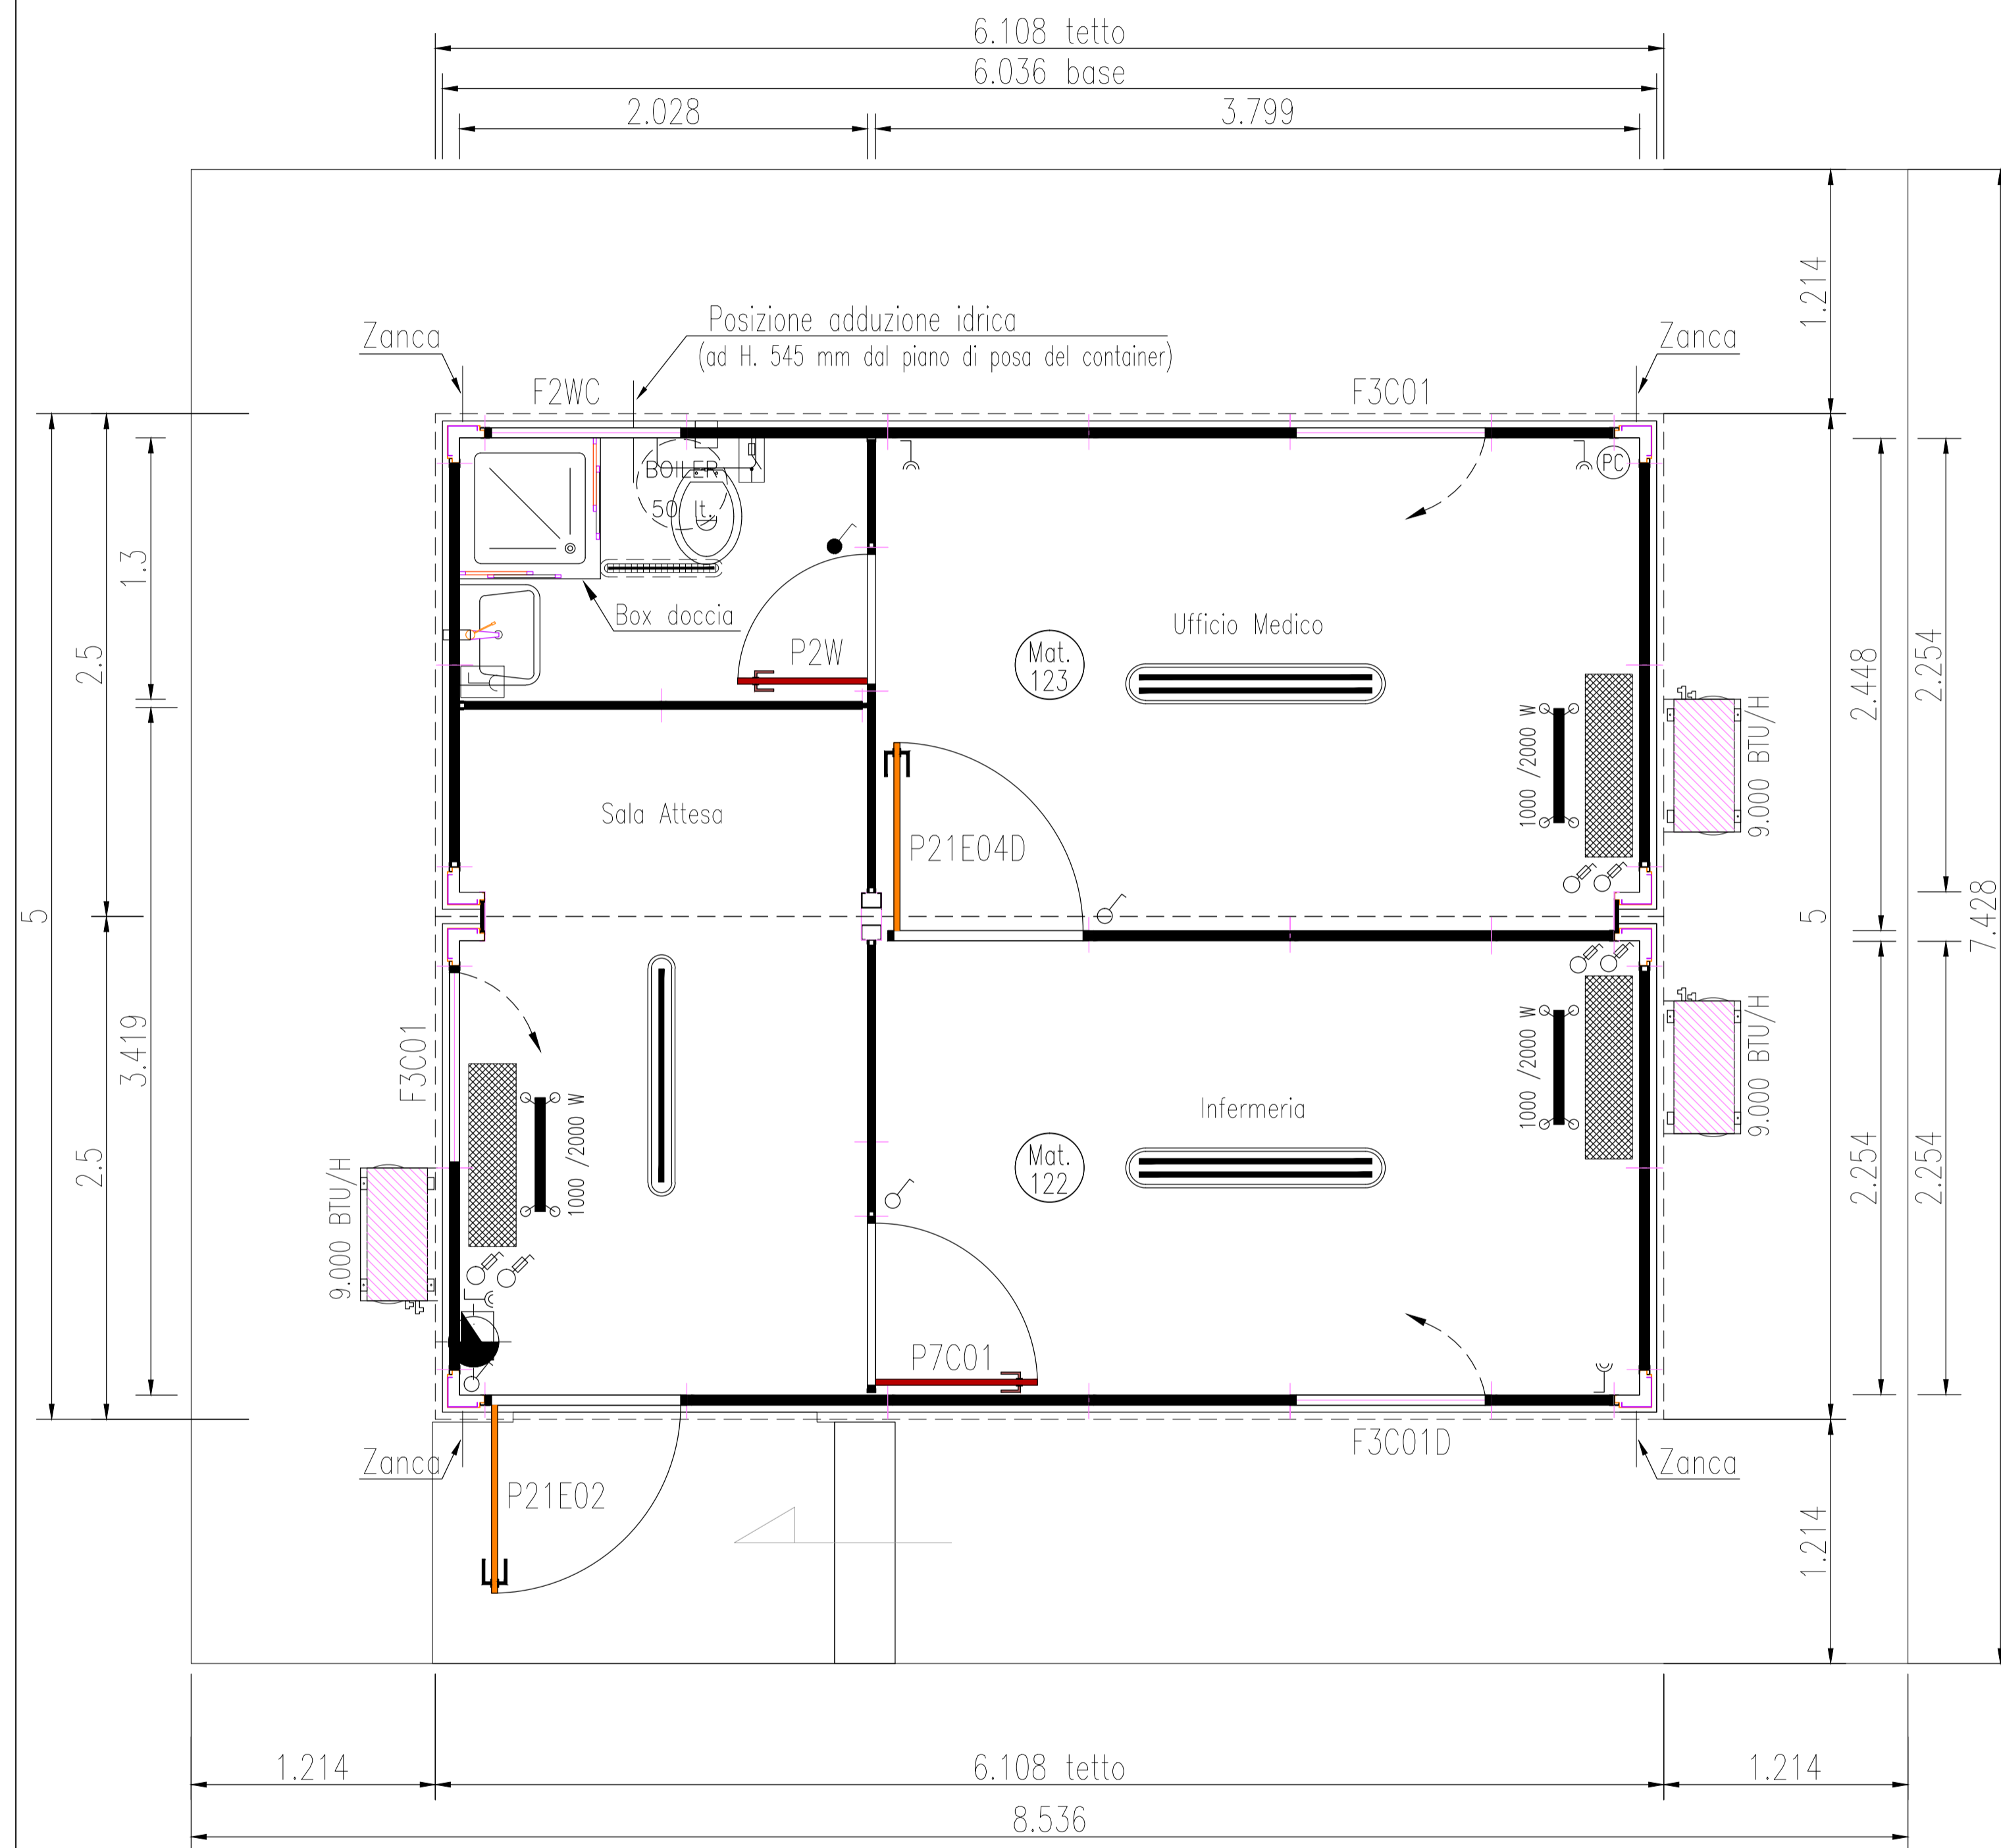 6.108 tetto
6.036 base
2.028
3.799
1.214
Posizione adduzione idrica
(ad H. 545 mm dal piano di posa del container)
Zanca
Zanca
F2WC
F3C01
BOILER
50 lt.
PC
1.3
2.5
Box doccia
P2W
Ufficio Medico
Mat.
123
2.448
2.254
1000 /2000 W
9.000 BTU/H
Sala Attesa
P21E04D
5
5
7.428
3.419
F3C01
2.5
1000 /2000 W
9.000 BTU/H
Infermeria
Mat.
122
1000 /2000 W
9.000 BTU/H
2.254
2.254
P7C01
F3C01D
Zanca
Zanca
P21E02
1.214
1.214
6.108 tetto
1.214
8.536